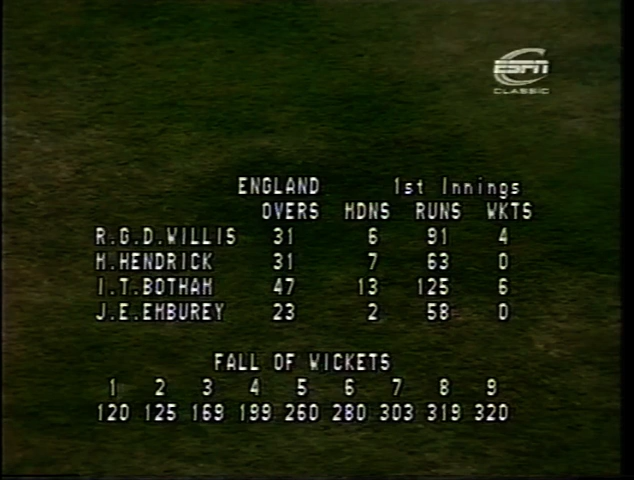 ESPN
CLASSIC
ENGLAND 1st Innings
OVERS HDNS RUNS WKTS
R.G.D.WILLIS 31 6 91 4
M.HENDRICK 31 7 63 0
I.T.BOTHAM 47 13 125 6
J.E.EMBUREY 23 2 58 0
FALL OF WICKETS
1 2 3 4 5 6 7 8 9
120 125 169 199 260 280 303 319 320